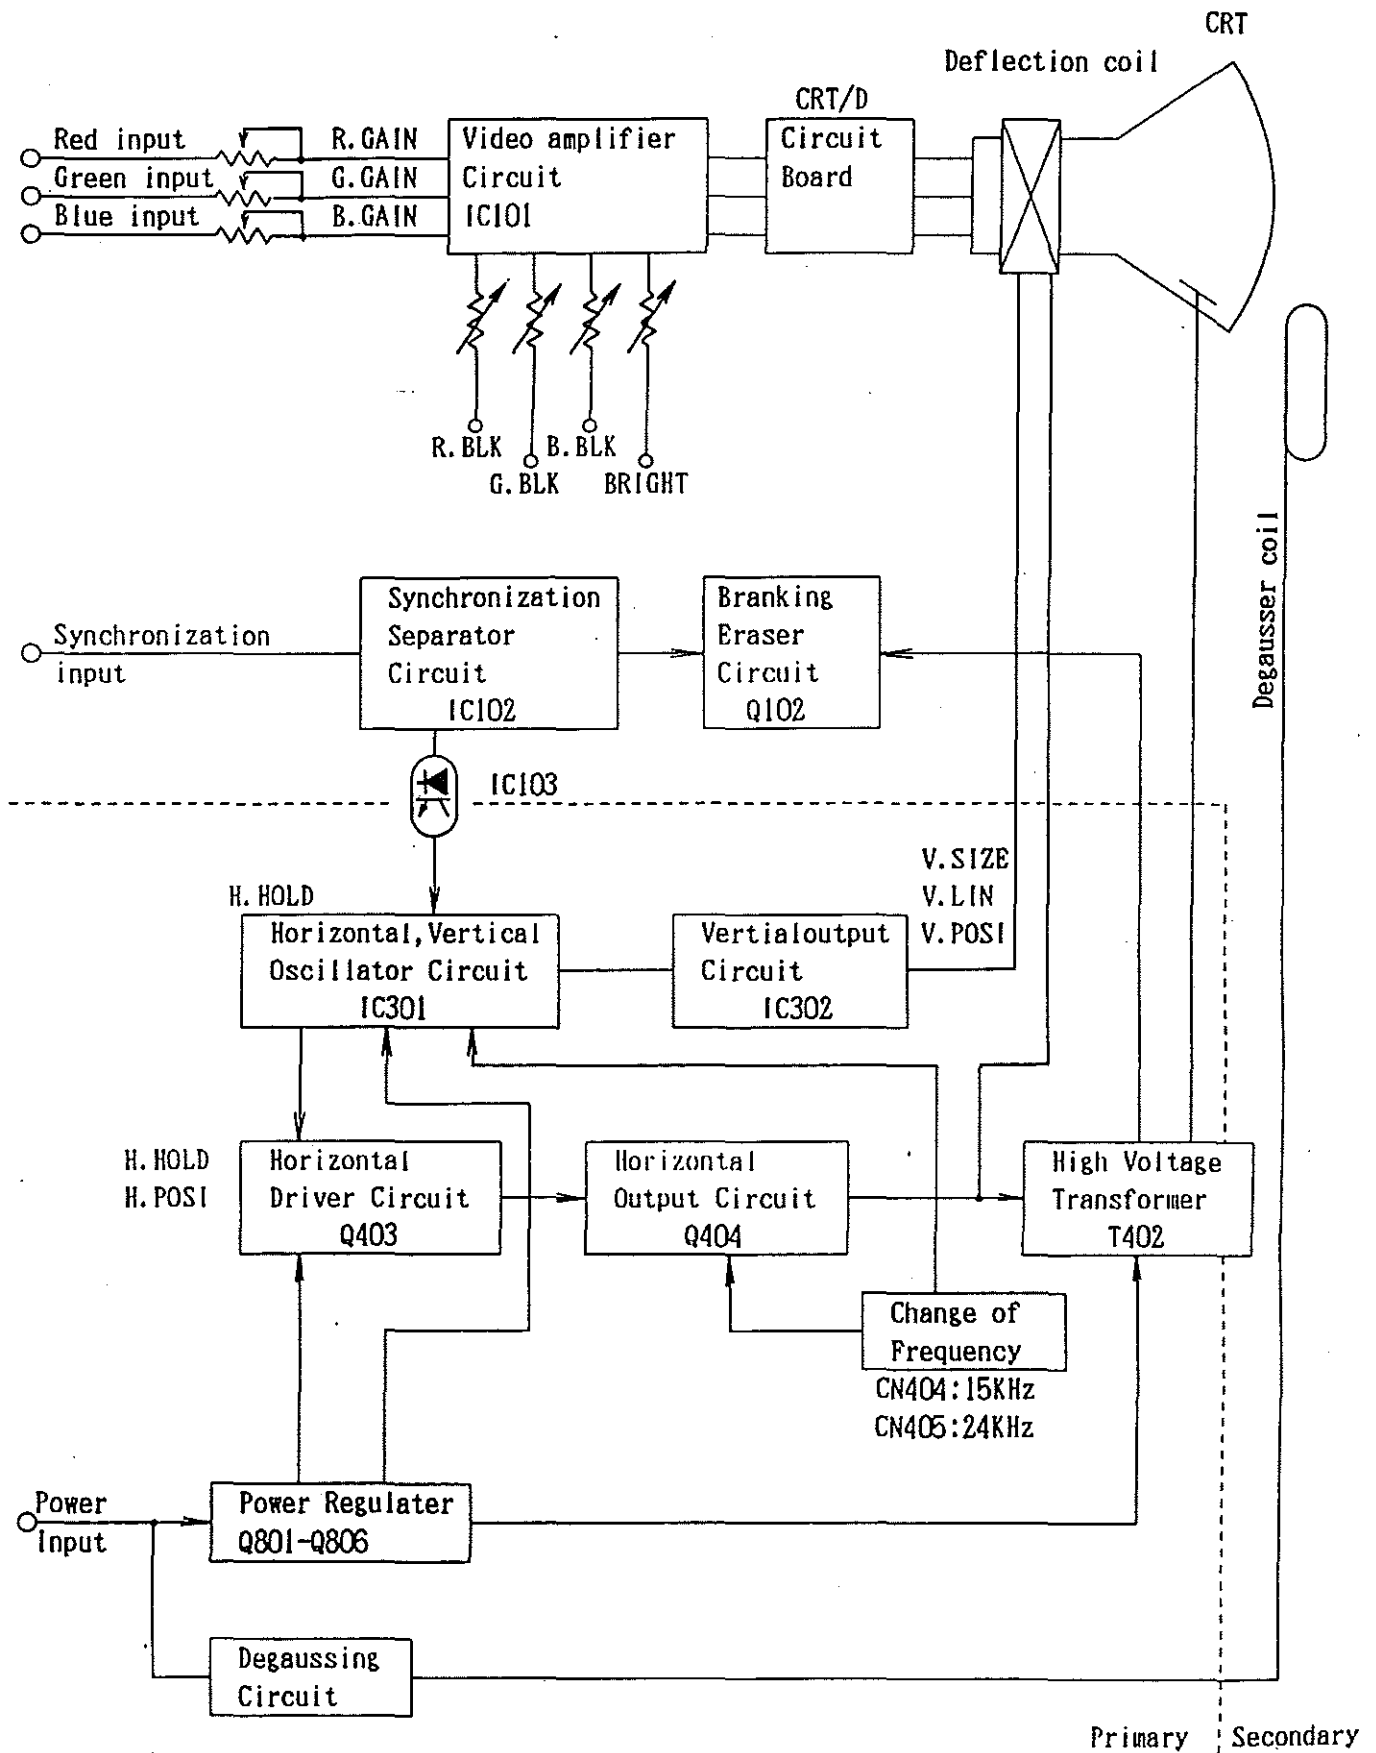 CRT
Deflection coil
CRT/D
Red input
R.GAIN
Video amplifier
Circuit
IC101
Circuit
Board
Green input
G.GAIN
Blue input
B.GAIN
R.BLK
B.BLK
G.BLK
BRIGHT
Degausser coil
Synchronization
input
Synchronization
Separator
Circuit
IC102
Branking
Eraser
Circuit
Q102
IC103
V.SIZE
V.LIN
V.POSI
H.HOLD
Horizontal,Vertical
Oscillator Circuit
IC301
Vertialoutput
Circuit
IC302
H.HOLD
H.POSI
Horizontal
Driver Circuit
Q403
Horizontal
Output Circuit
Q404
High Voltage
Transformer
T402
Change of
Frequency
CN404:15KHz
CN405:24KHz
Power
input
Power Regulater
Q801-Q806
Degaussing
Circuit
Primary
Secondary